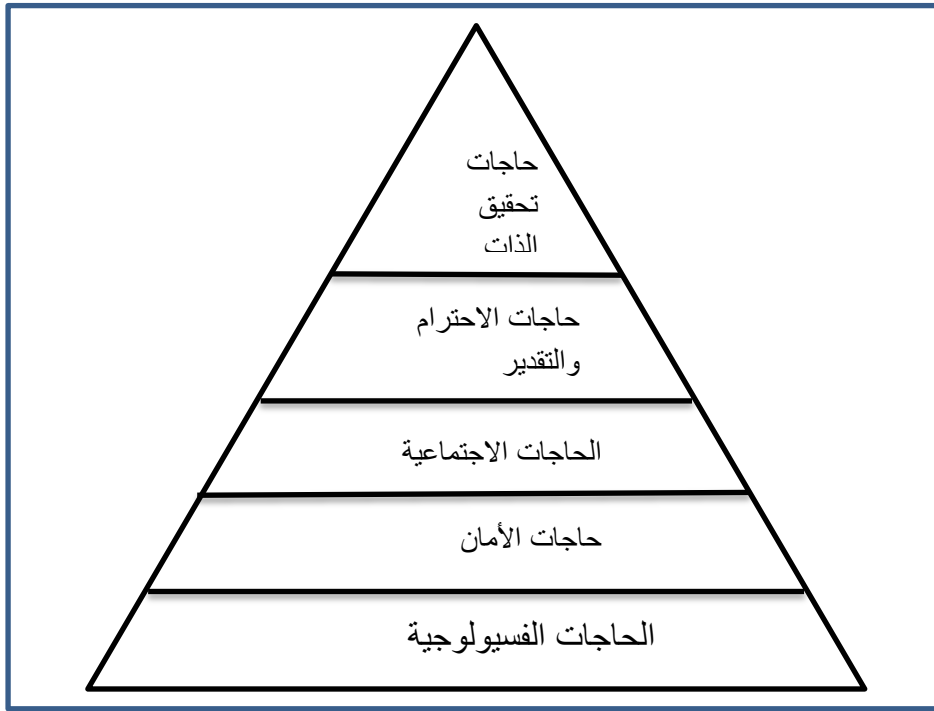 حاجات
تحقيق
الذات
حاجات الاحترام
والتقدير
الحاجات الاجتماعية
حاجات الأمان
الحاجات الفسيولوجية